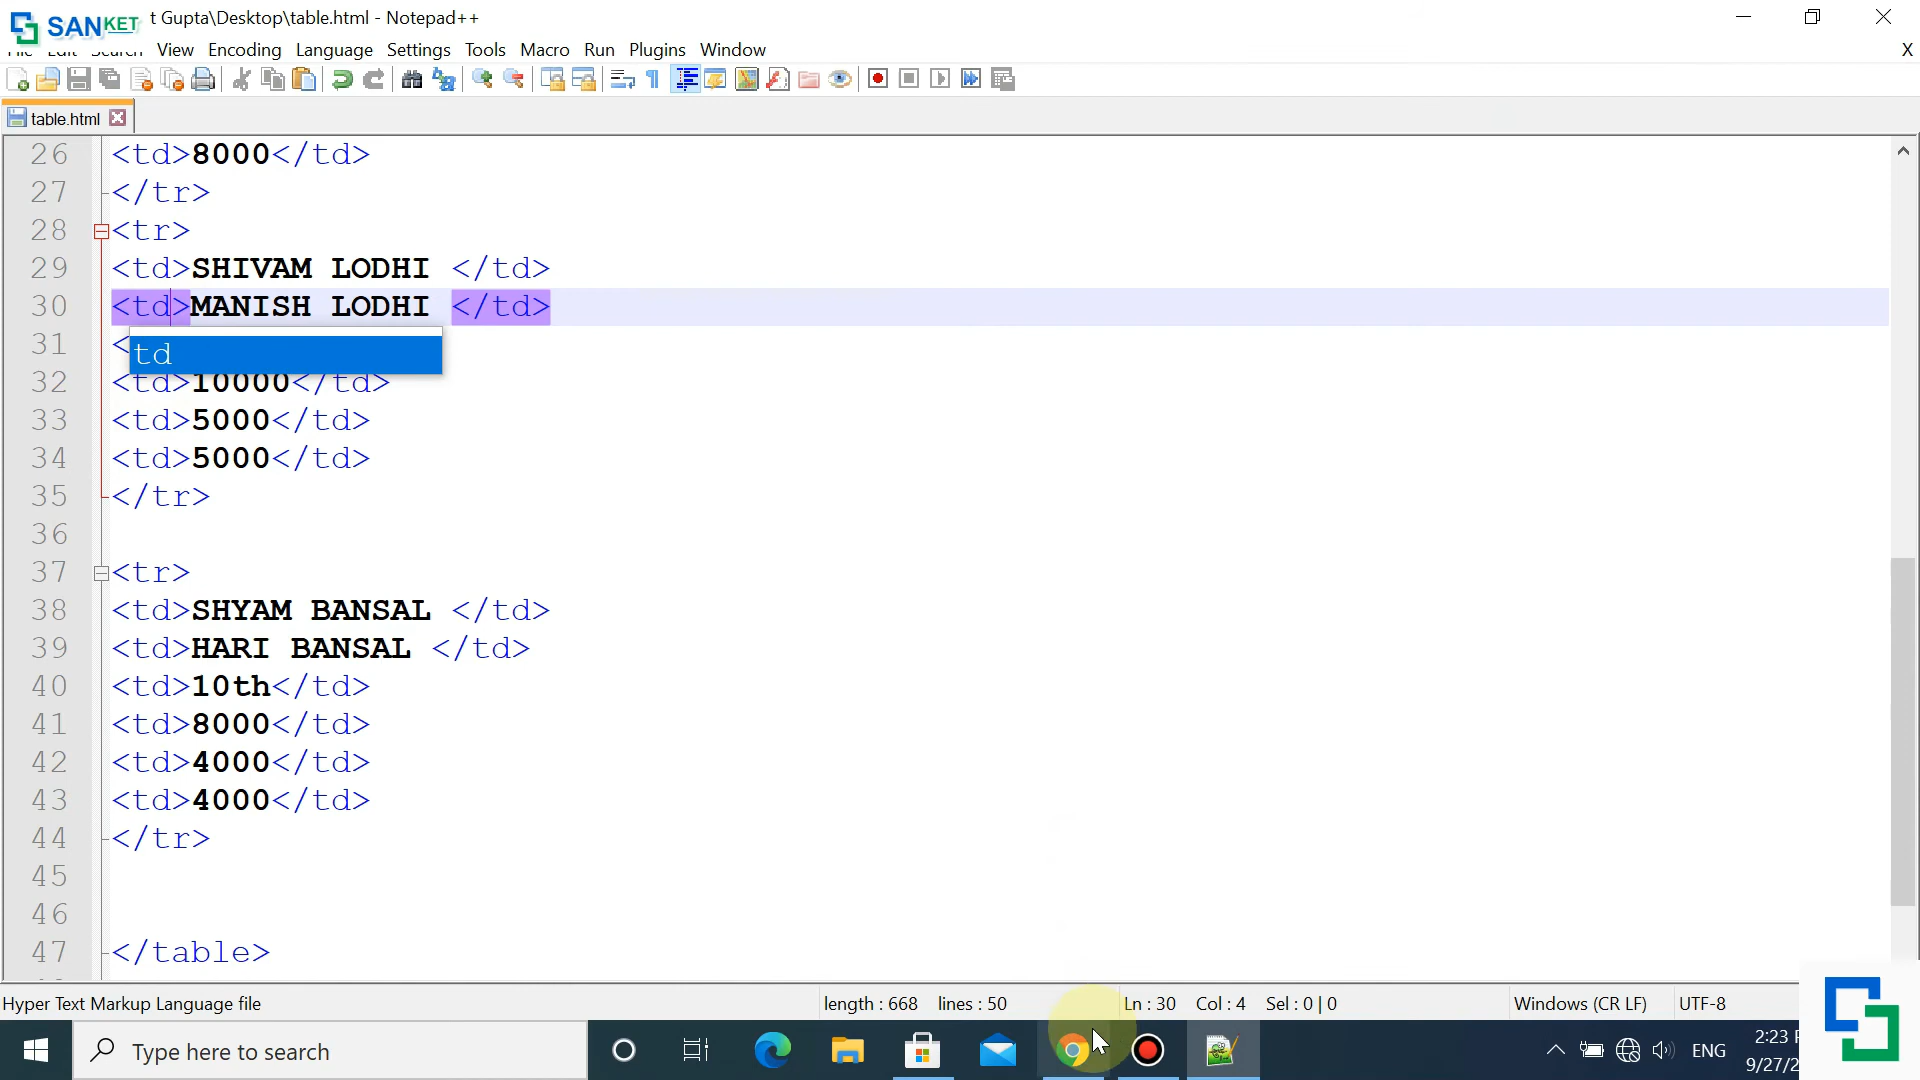 SANKET
t Gupta\Desktop\table.html - Notepad++
View Encoding Language Settings Tools Macro Run Plugins Window X
table.html
26 <td>8000</td>
27 </tr>
28 <tr>
29 <td>SHIVAM LODHI </td>
30 <td>MANISH LODHI </td>
31 <
td
32 <td>10000</td>
33 <td>5000</td>
34 <td>5000</td>
35 </tr>
36
37 <tr>
38 <td>SHYAM BANSAL </td>
39 <td>HARI BANSAL </td>
40 <td>10th</td>
41 <td>8000</td>
42 <td>4000</td>
43 <td>4000</td>
44 </tr>
45
46
47 </table>
Hyper Text Markup Language file length : 668 lines : 50 Ln : 30 Col : 4 Sel : 0 | 0 Windows (CR LF) UTF-8
Type here to search
ENG
2:23
9/27/2